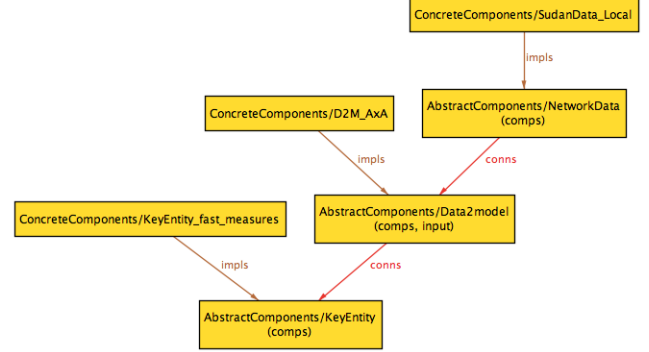 ConcreteComponents/SudanData_Local
impls
AbstractComponents/NetworkData
(comps)
ConcreteComponents/D2M_AxA
impls
conns
AbstractComponents/Data2model
(comps, input)
ConcreteComponents/KeyEntity_fast_measures
impls
conns
AbstractComponents/KeyEntity
(comps)